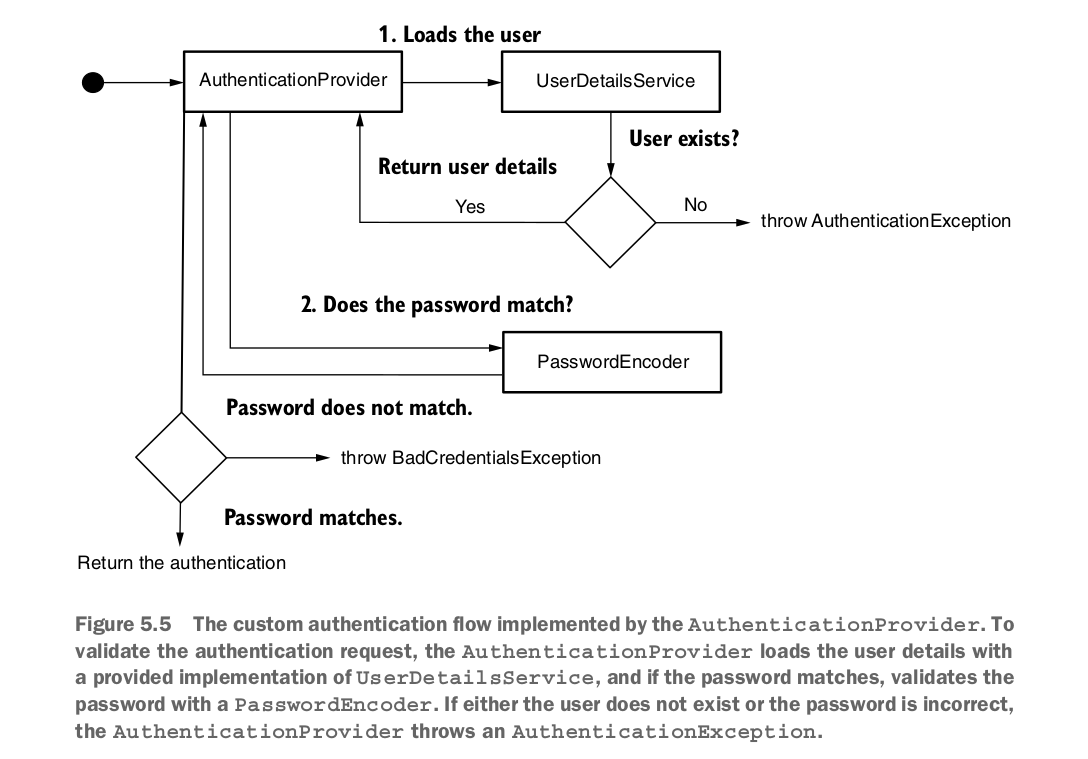 1. Loads the user
AuthenticationProvider
UserDetailsService
User exists?
Return user details
Yes
No
throw AuthenticationException
2. Does the password match?
PasswordEncoder
Password does not match.
throw BadCredentialsException
Password matches.
Return the authentication
Figure 5.5 The custom authentication flow implemented by the AuthenticationProvider. To
validate the authentication request, the AuthenticationProvider loads the user details with
a provided implementation of UserDetailsService, and if the password matches, validates the
password with a PasswordEncoder. If either the user does not exist or the password is incorrect,
the AuthenticationProvider throws an AuthenticationException.